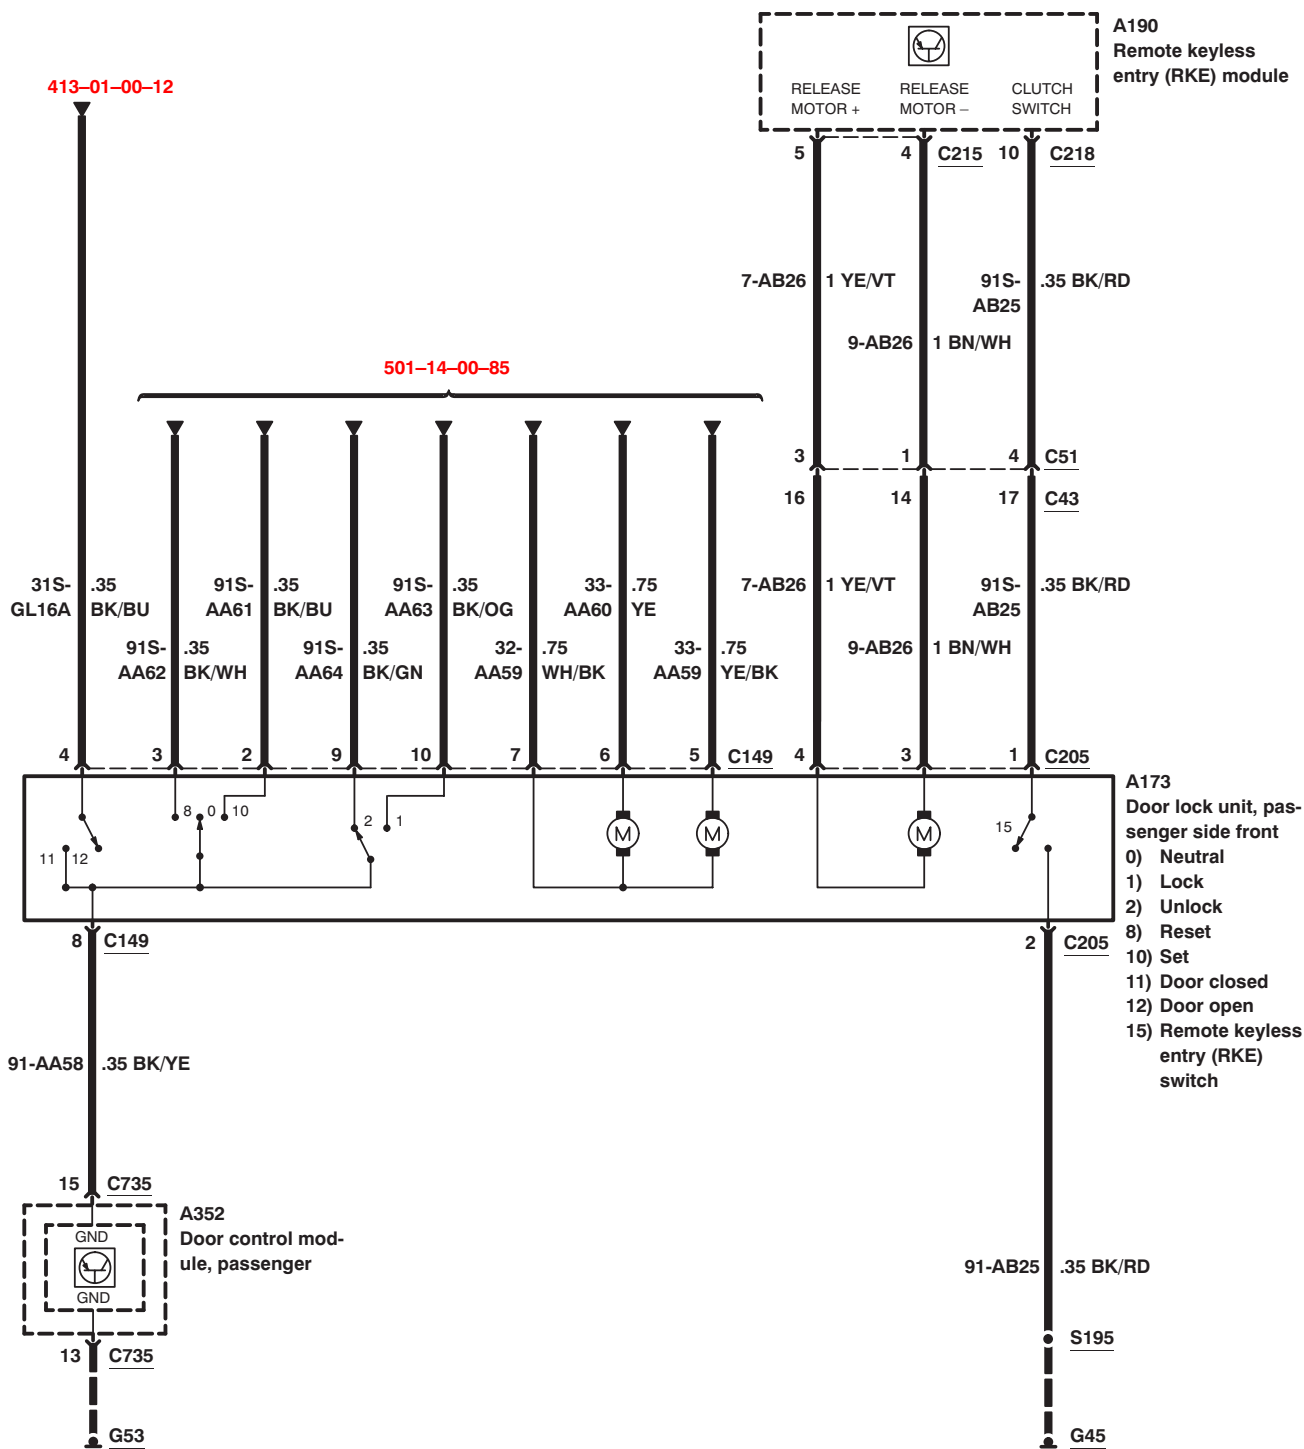 A190
Remote keyless
entry (RKE) module
RELEASE
MOTOR +
RELEASE
MOTOR –
CLUTCH
SWITCH
413–01–00–12
5
4
C215
10
C218
7-AB26
1 YE/VT
91S-
AB25
.35 BK/RD
9-AB26
1 BN/WH
501–14–00–85
3
1
4
C51
16
14
17
C43
31S-
GL16A
.35
BK/BU
91S-
AA61
.35
BK/BU
91S-
AA63
.35
BK/OG
33-
AA60
.75
YE
7-AB26
1 YE/VT
91S-
AB25
.35 BK/RD
91S-
AA62
.35
BK/WH
91S-
AA64
.35
BK/GN
32-
AA59
.75
WH/BK
33-
AA59
.75
YE/BK
9-AB26
1 BN/WH
4
3
2
9
10
7
6
5
C149
4
3
1
C205
8
0
10
2
1
M
M
M
15
11
12
A173
Door lock unit, pas-
senger side front
0) Neutral
1) Lock
2) Unlock
8) Reset
10) Set
11) Door closed
12) Door open
15) Remote keyless
entry (RKE)
switch
8
C149
2
C205
91-AA58
.35 BK/YE
15
C735
A352
Door control mod-
ule, passenger
GND
GND
91-AB25
.35 BK/RD
13
C735
S195
G53
G45